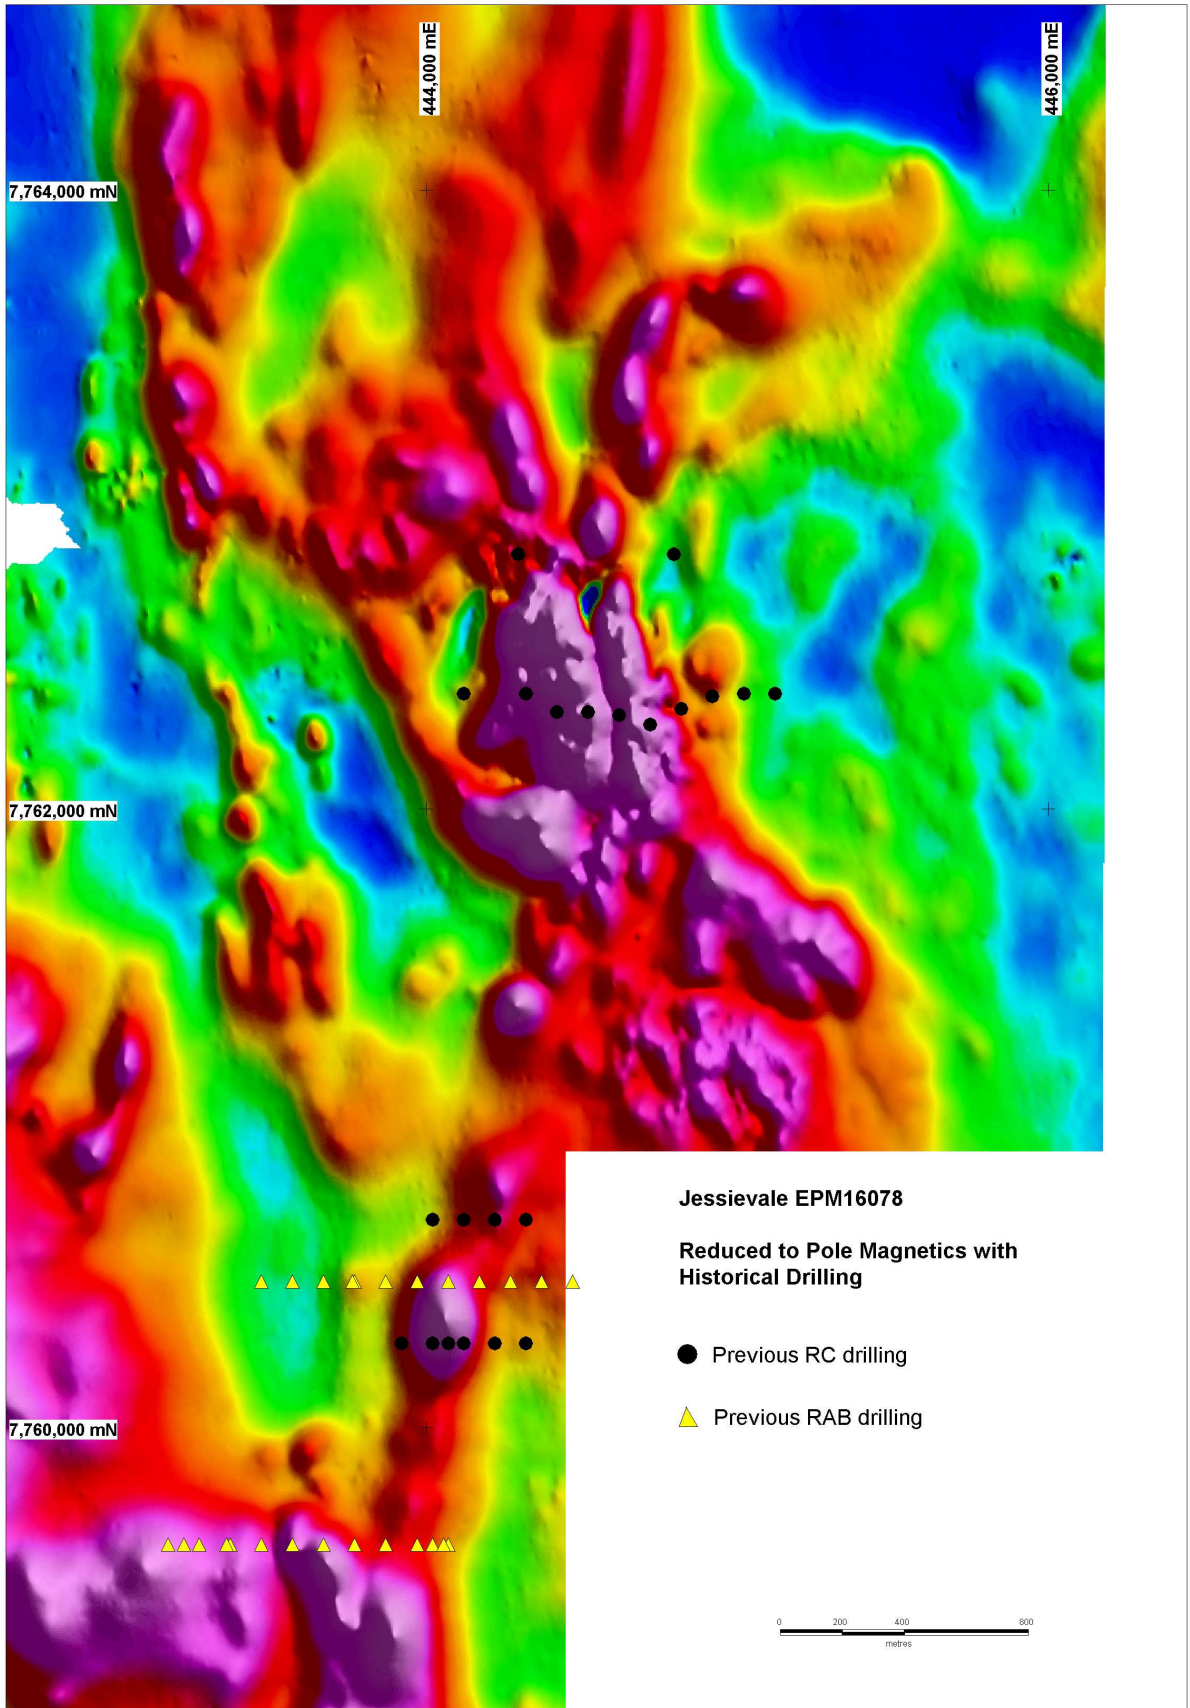 444,000 mE
446,000 mE
7,764,000 mN
7,762,000 mN
7,760,000 mN
Jessievale EPM16078
Reduced to Pole Magnetics with
Historical Drilling
Previous RC drilling
Previous RAB drilling
0 200 400 800
metres